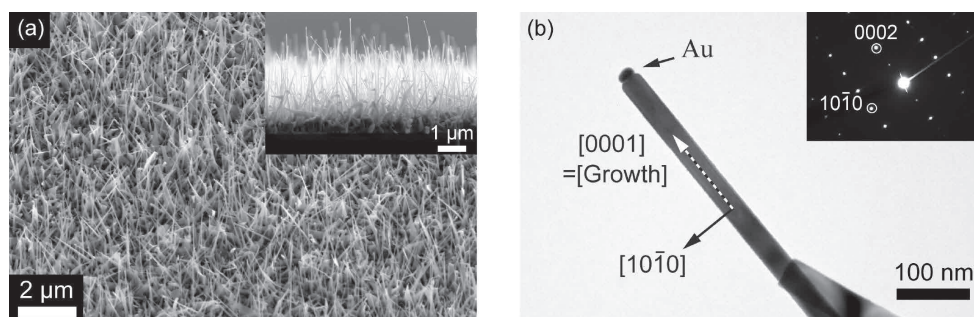 (a)
1 μm
2 μm
(b)
Au
[0001]
=[Growth]
[101̄0]
100 nm
0002
101̄0